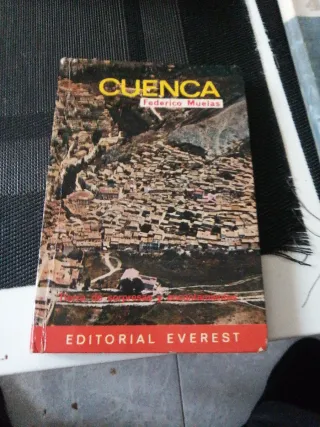 CUENCA
Federico Muelas
EDITORIAL EVEREST